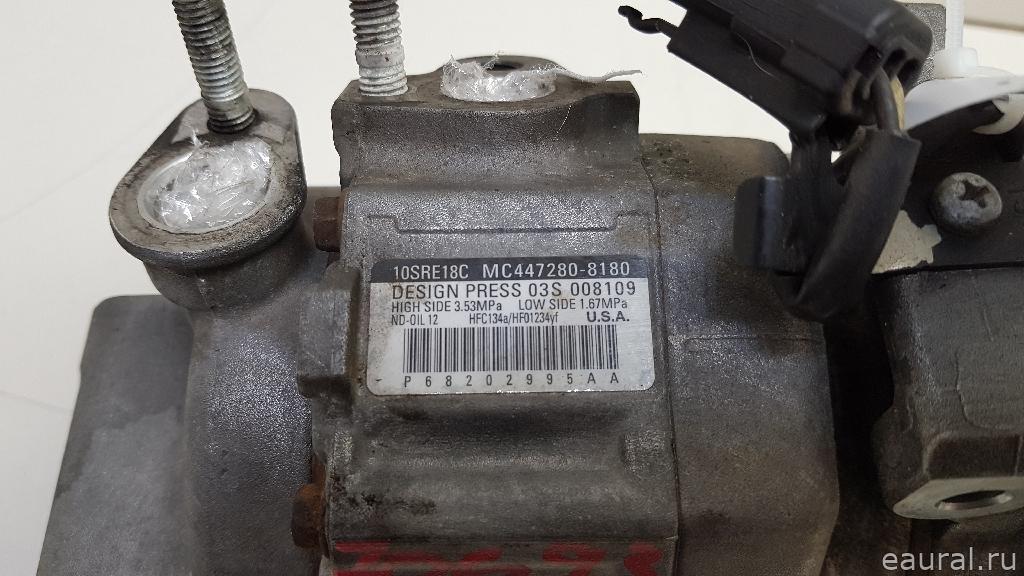 10SRE18C MC447280-8180
DESIGN PRESS 03S 008109
HIGH SIDE 3.53MPa LOW SIDE 1.67MPa
ND-OIL 12 HFC134a/HFO1234yf U.S.A.
P68202995AA
eaural.ru